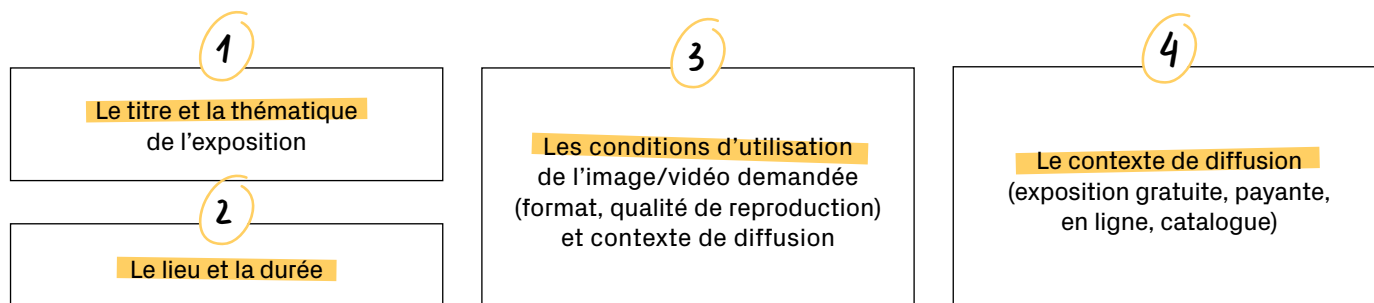 1
Le titre et la thématique
de l’exposition
2
Le lieu et la durée
3
Les conditions d’utilisation
de l’image/vidéo demandée
(format, qualité de reproduction)
et contexte de diffusion
4
Le contexte de diffusion
(exposition gratuite, payante,
en ligne, catalogue)